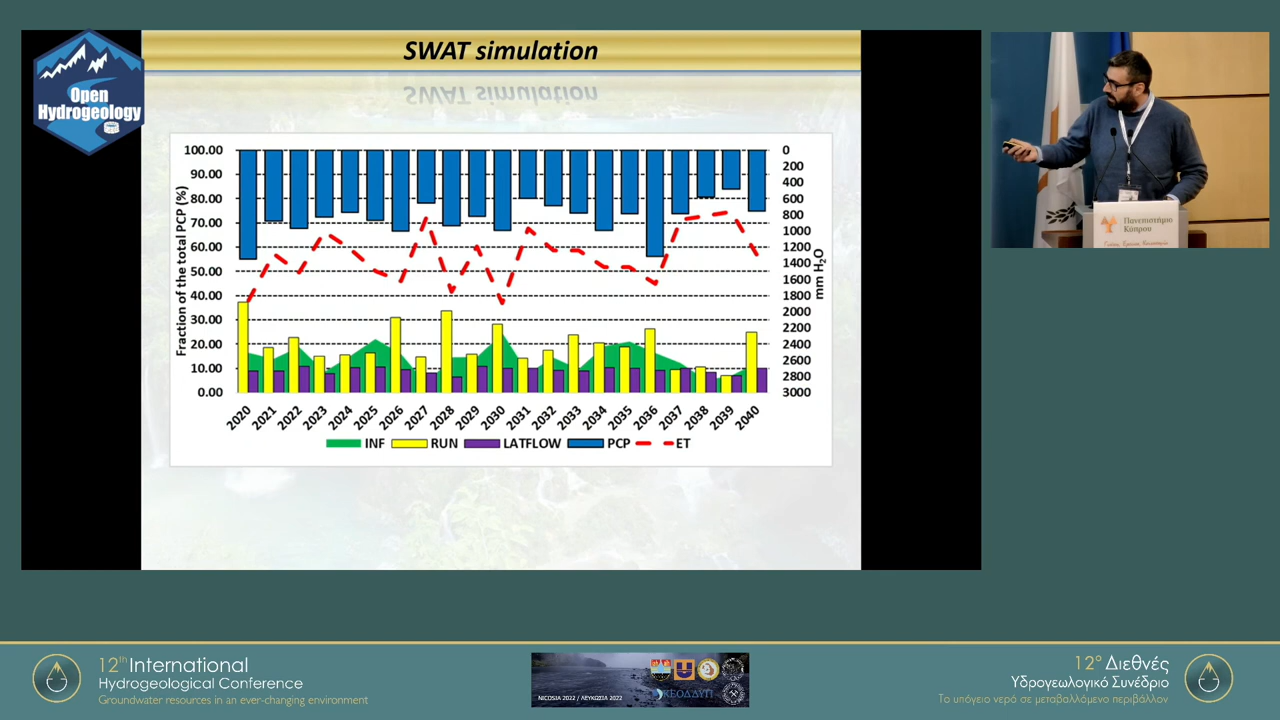 SWAT simulation
SWAT simulation
Open
Hydrogeology
100.00
90.00
80.00
70.00
60.00
50.00
40.00
30.00
20.00
10.00
0.00
Fraction of the total PCP (%)
0
200
400
600
800
1000
1200
1400
1600
1800
2000
2200
2400
2600
2800
3000
mm H2O
2020 2021 2022 2023 2024 2025 2026 2027 2028 2029 2030 2031 2032 2033 2034 2035 2036 2037 2038 2039 2040
INF RUN LATFLOW PCP ET
Πανεπιστήμιο
Κύπρου
12th International
Hydrogeological Conference
Groundwater resources in an ever-changing environment
NICOSIA 2022 / ΛΕΥΚΩΣΙΑ 2022
12ο Διεθνές
Υδρογεωλογικό Συνέδριο
Το υπόγειο νερό σε μεταβαλλόμενο περιβάλλον